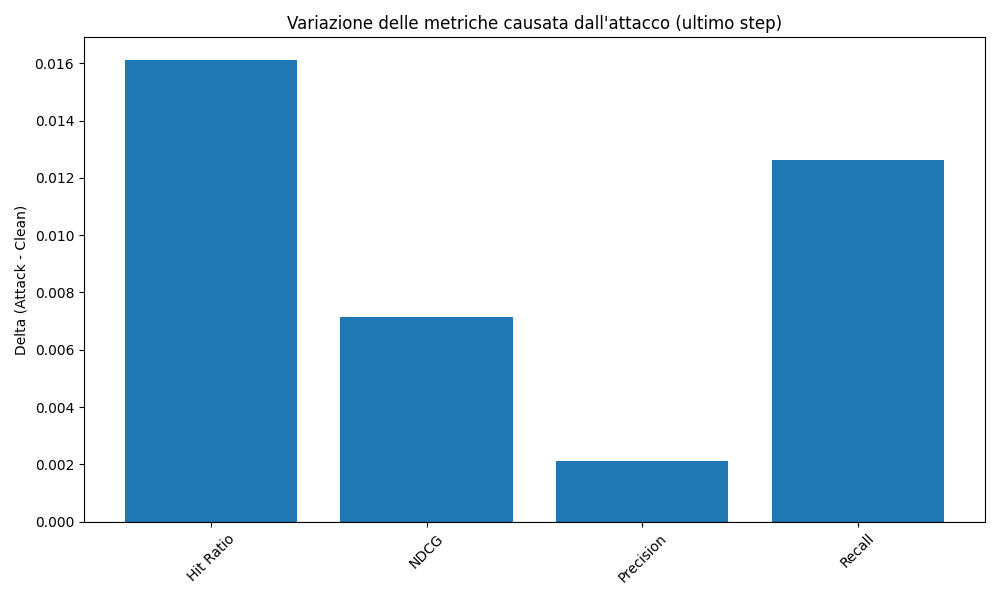 Variazione delle metriche causata dall'attacco (ultimo step)
Delta (Attack - Clean)
0.016
0.014
0.012
0.010
0.008
0.006
0.004
0.002
0.000
Hit Ratio
NDCG
Precision
Recall